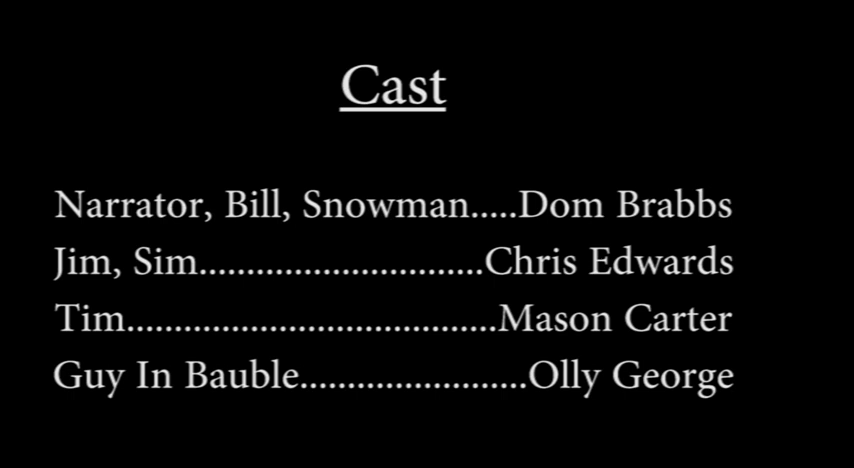 Cast
Narrator, Bill, Snowman.....Dom Brabbs
Jim, Sim..............................Chris Edwards
Tim.......................................Mason Carter
Guy In Bauble........................Olly George